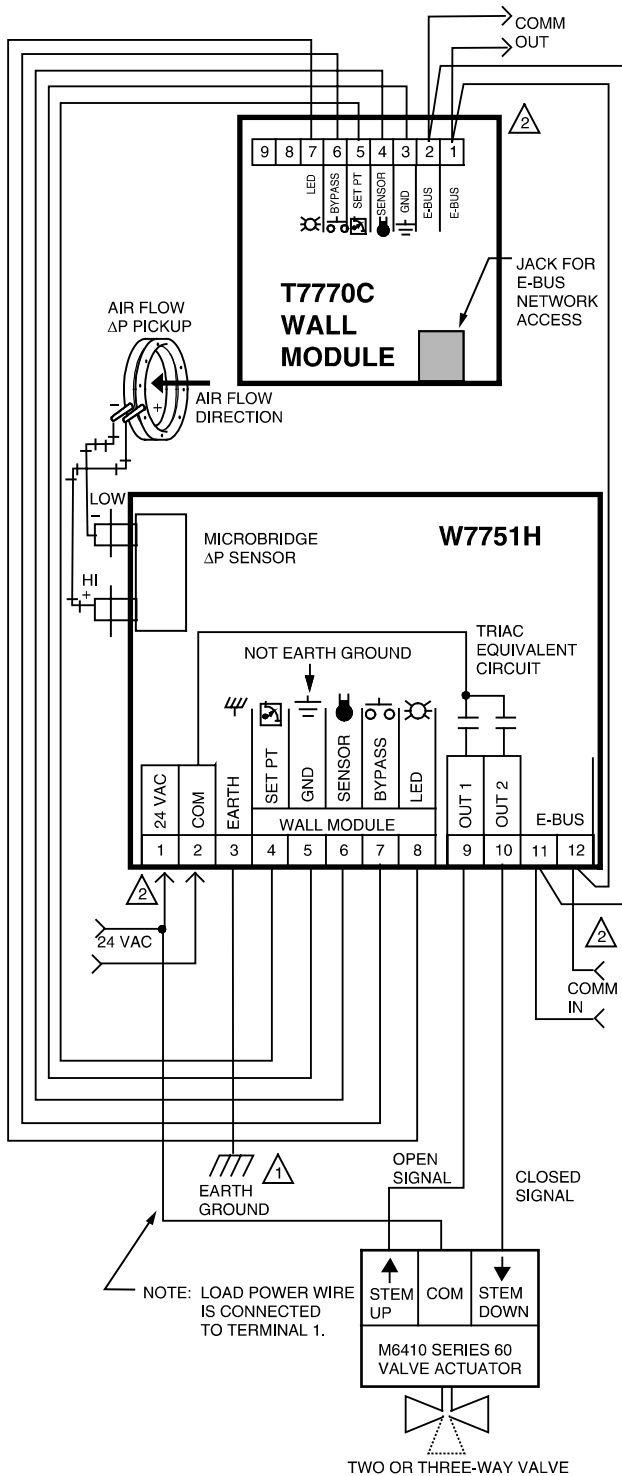 COMM
OUT
2
9 8 7 6 5 4 3 2 1
LED
BYPASS
SET PT
SENSOR
GND
E-BUS
E-BUS
T7770C
WALL
MODULE
JACK FOR
E-BUS
NETWORK
ACCESS
AIR FLOW
ΔP PICKUP
- +
AIR FLOW
DIRECTION
LOW
-
HI
+
MICROBRIDGE
ΔP SENSOR
W7751H
TRIAC
EQUIVALENT
CIRCUIT
NOT EARTH GROUND
24 VAC
COM
EARTH
SET PT
GND
SENSOR
BYPASS
LED
OUT 1
OUT 2
E-BUS
WALL MODULE
1 2 3 4 5 6 7 8 9 10 11 12
2
24 VAC
2
COMM
IN
1
EARTH
GROUND
OPEN
SIGNAL
CLOSED
SIGNAL
NOTE: LOAD POWER WIRE
IS CONNECTED
TO TERMINAL 1.
STEM
UP
COM
STEM
DOWN
M6410 SERIES 60
VALVE ACTUATOR
TWO OR THREE-WAY VALVE